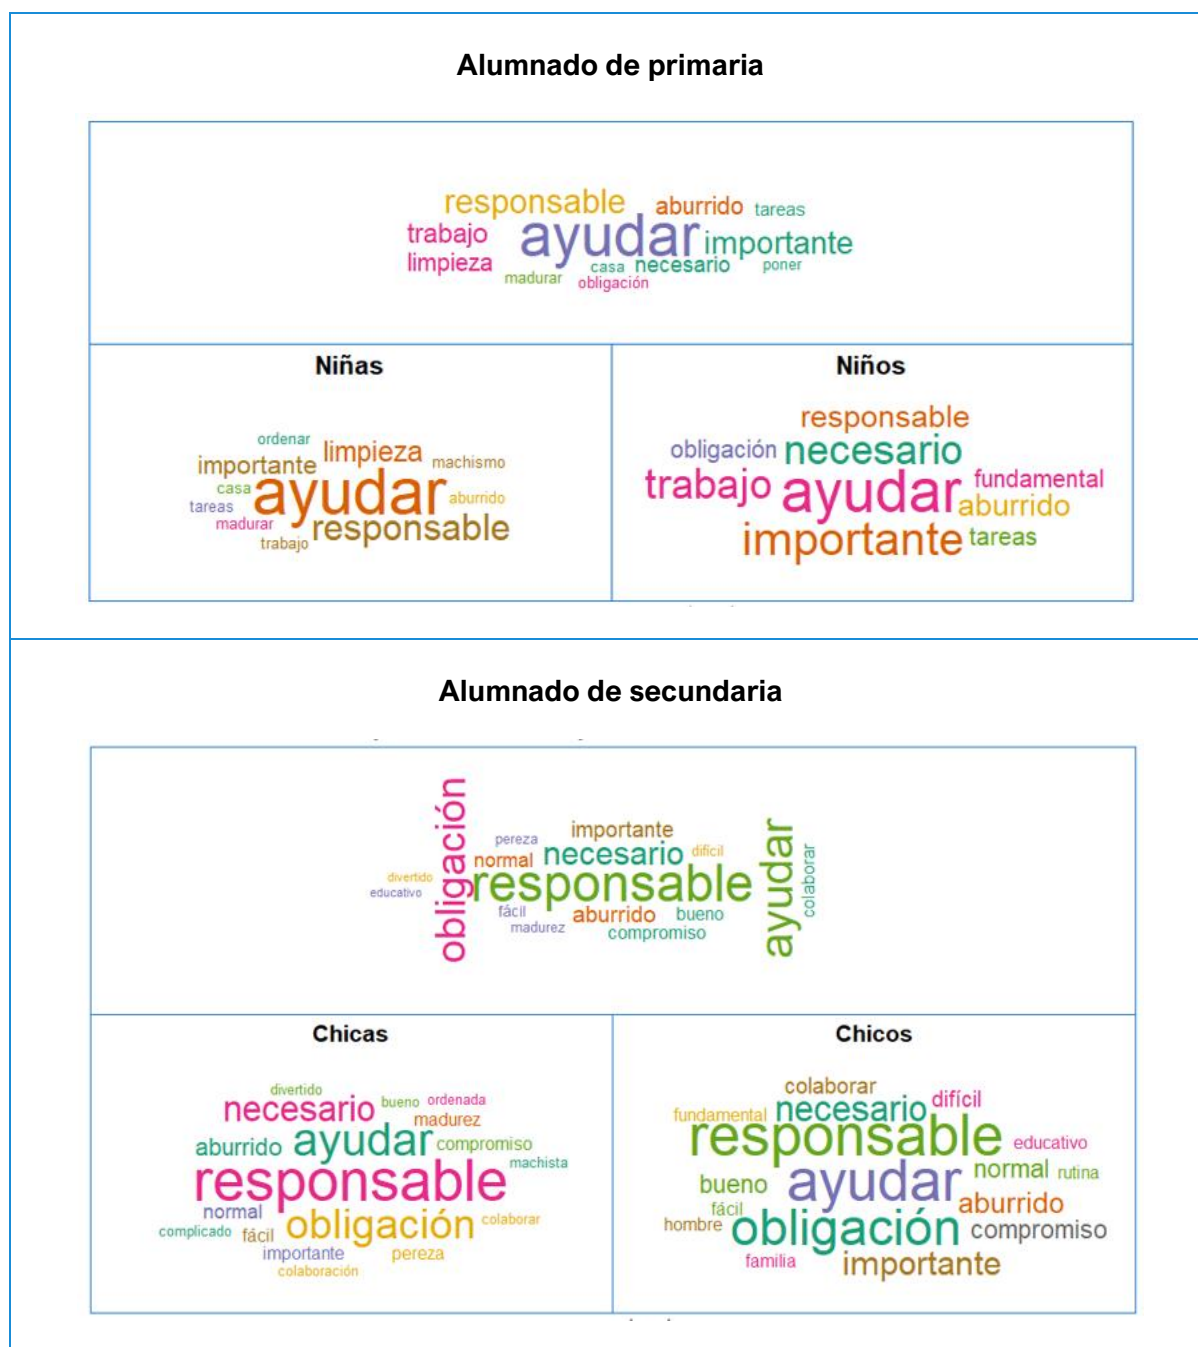 Alumnado de primaria
responsable aburrido tareas
trabajo ayudar importante
limpieza casa necesario poner
madurar obligación
Niñas
ordenar limpieza
importante machismo
casa ayudar aburrido
tareas
madurar responsable
trabajo
Niños
responsable
obligación necesario
trabajo ayudar fundamental
aburrido
importante tareas
Alumnado de secundaria
obligación
pereza importante
normal necesario difícil
divertido
educativo
responsable
fácil aburrido bueno
madurez compromiso
ayudar
colaborar
Chicas
divertido
necesario bueno ordenada
madurez
aburrido ayudar compromiso
machista
responsable
normal
complicado fácil obligación colaborar
importante pereza
colaboración
Chicos
colaborar
fundamental necesario difícil
responsable educativo
bueno ayudar normal rutina
fácil aburrido
hombre obligación compromiso
familia importante